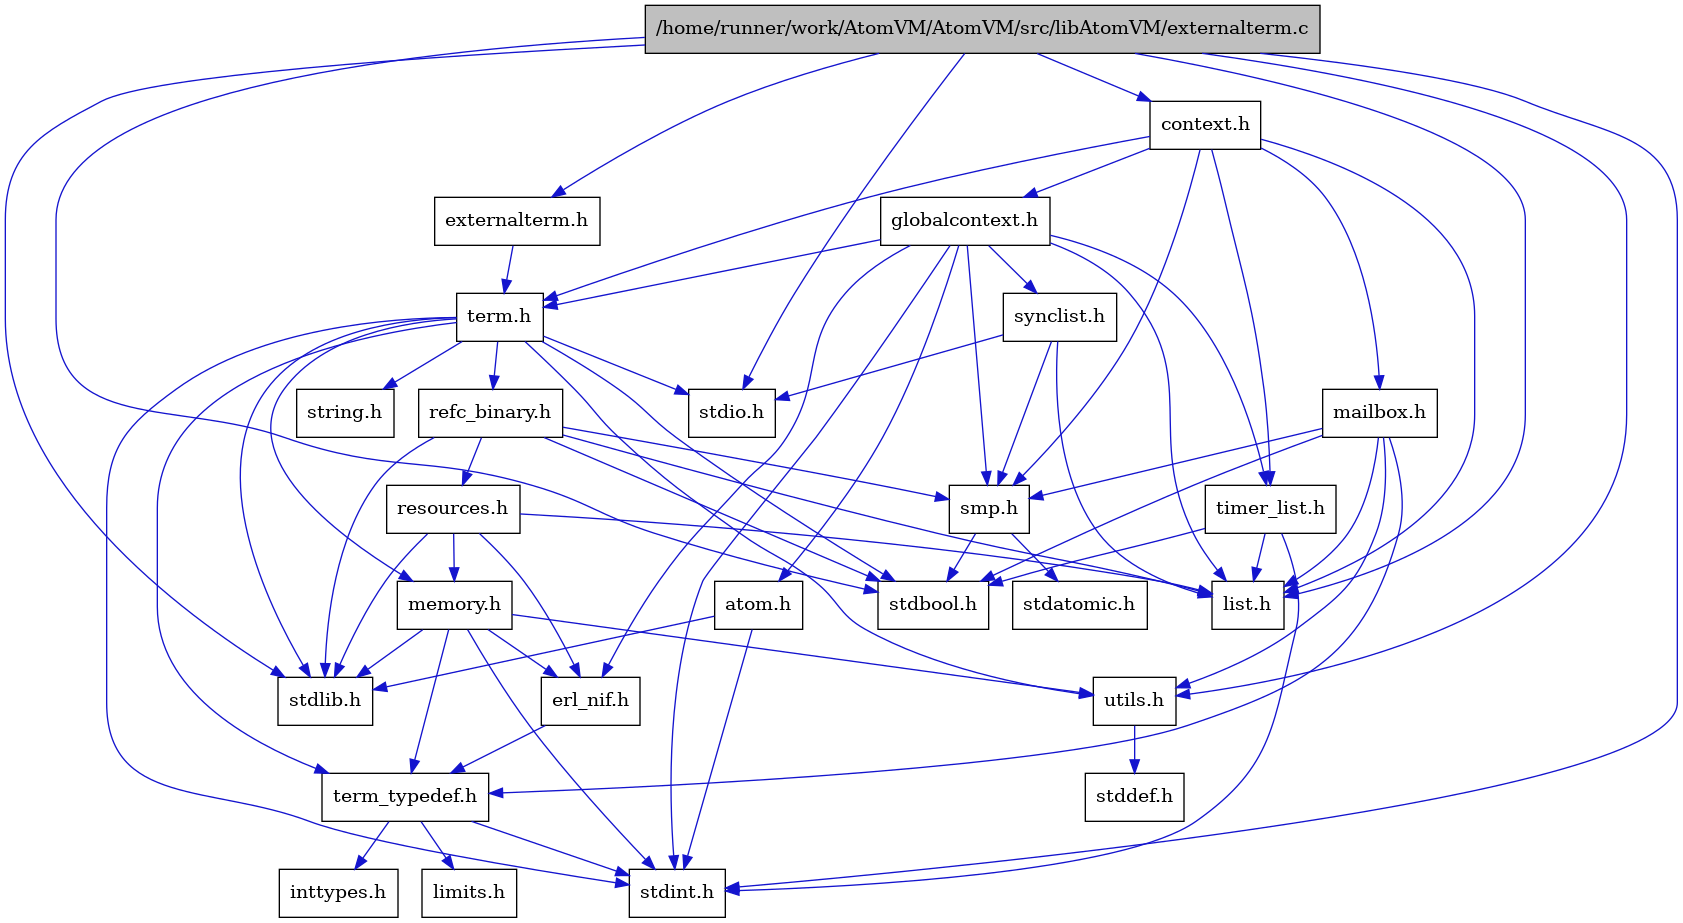 /home/runner/work/AtomVM/AtomVM/src/libAtomVM/externalterm.c
context.h
externalterm.h
globalcontext.h
term.h
synclist.h
string.h
refc_binary.h
stdio.h
mailbox.h
resources.h
smp.h
timer_list.h
memory.h
atom.h
stdbool.h
stdatomic.h
list.h
stdlib.h
erl_nif.h
utils.h
term_typedef.h
stddef.h
inttypes.h
limits.h
stdint.h